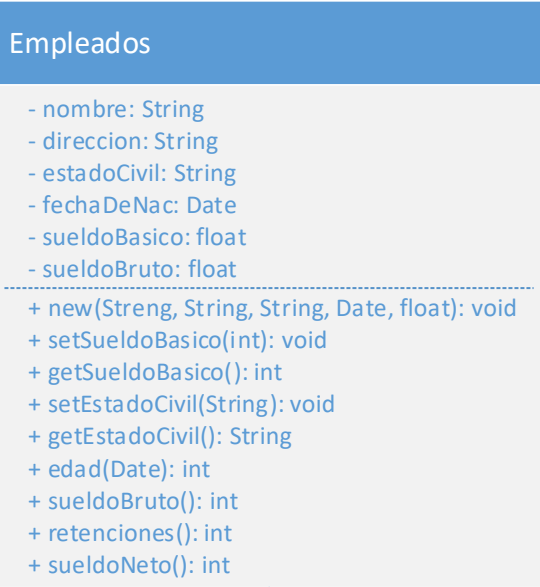 Empleados
- nombre: String
- direccion: String
- estadoCivil: String
- fechaDeNac: Date
- sueldoBasico: float
- sueldoBruto: float
+ new(Streng, String, String, Date, float): void
+ setSueldoBasico(int): void
+ getSueldoBasico(): int
+ setEstadoCivil(String): void
+ getEstadoCivil(): String
+ edad(Date): int
+ sueldoBruto(): int
+ retenciones(): int
+ sueldoNeto(): int